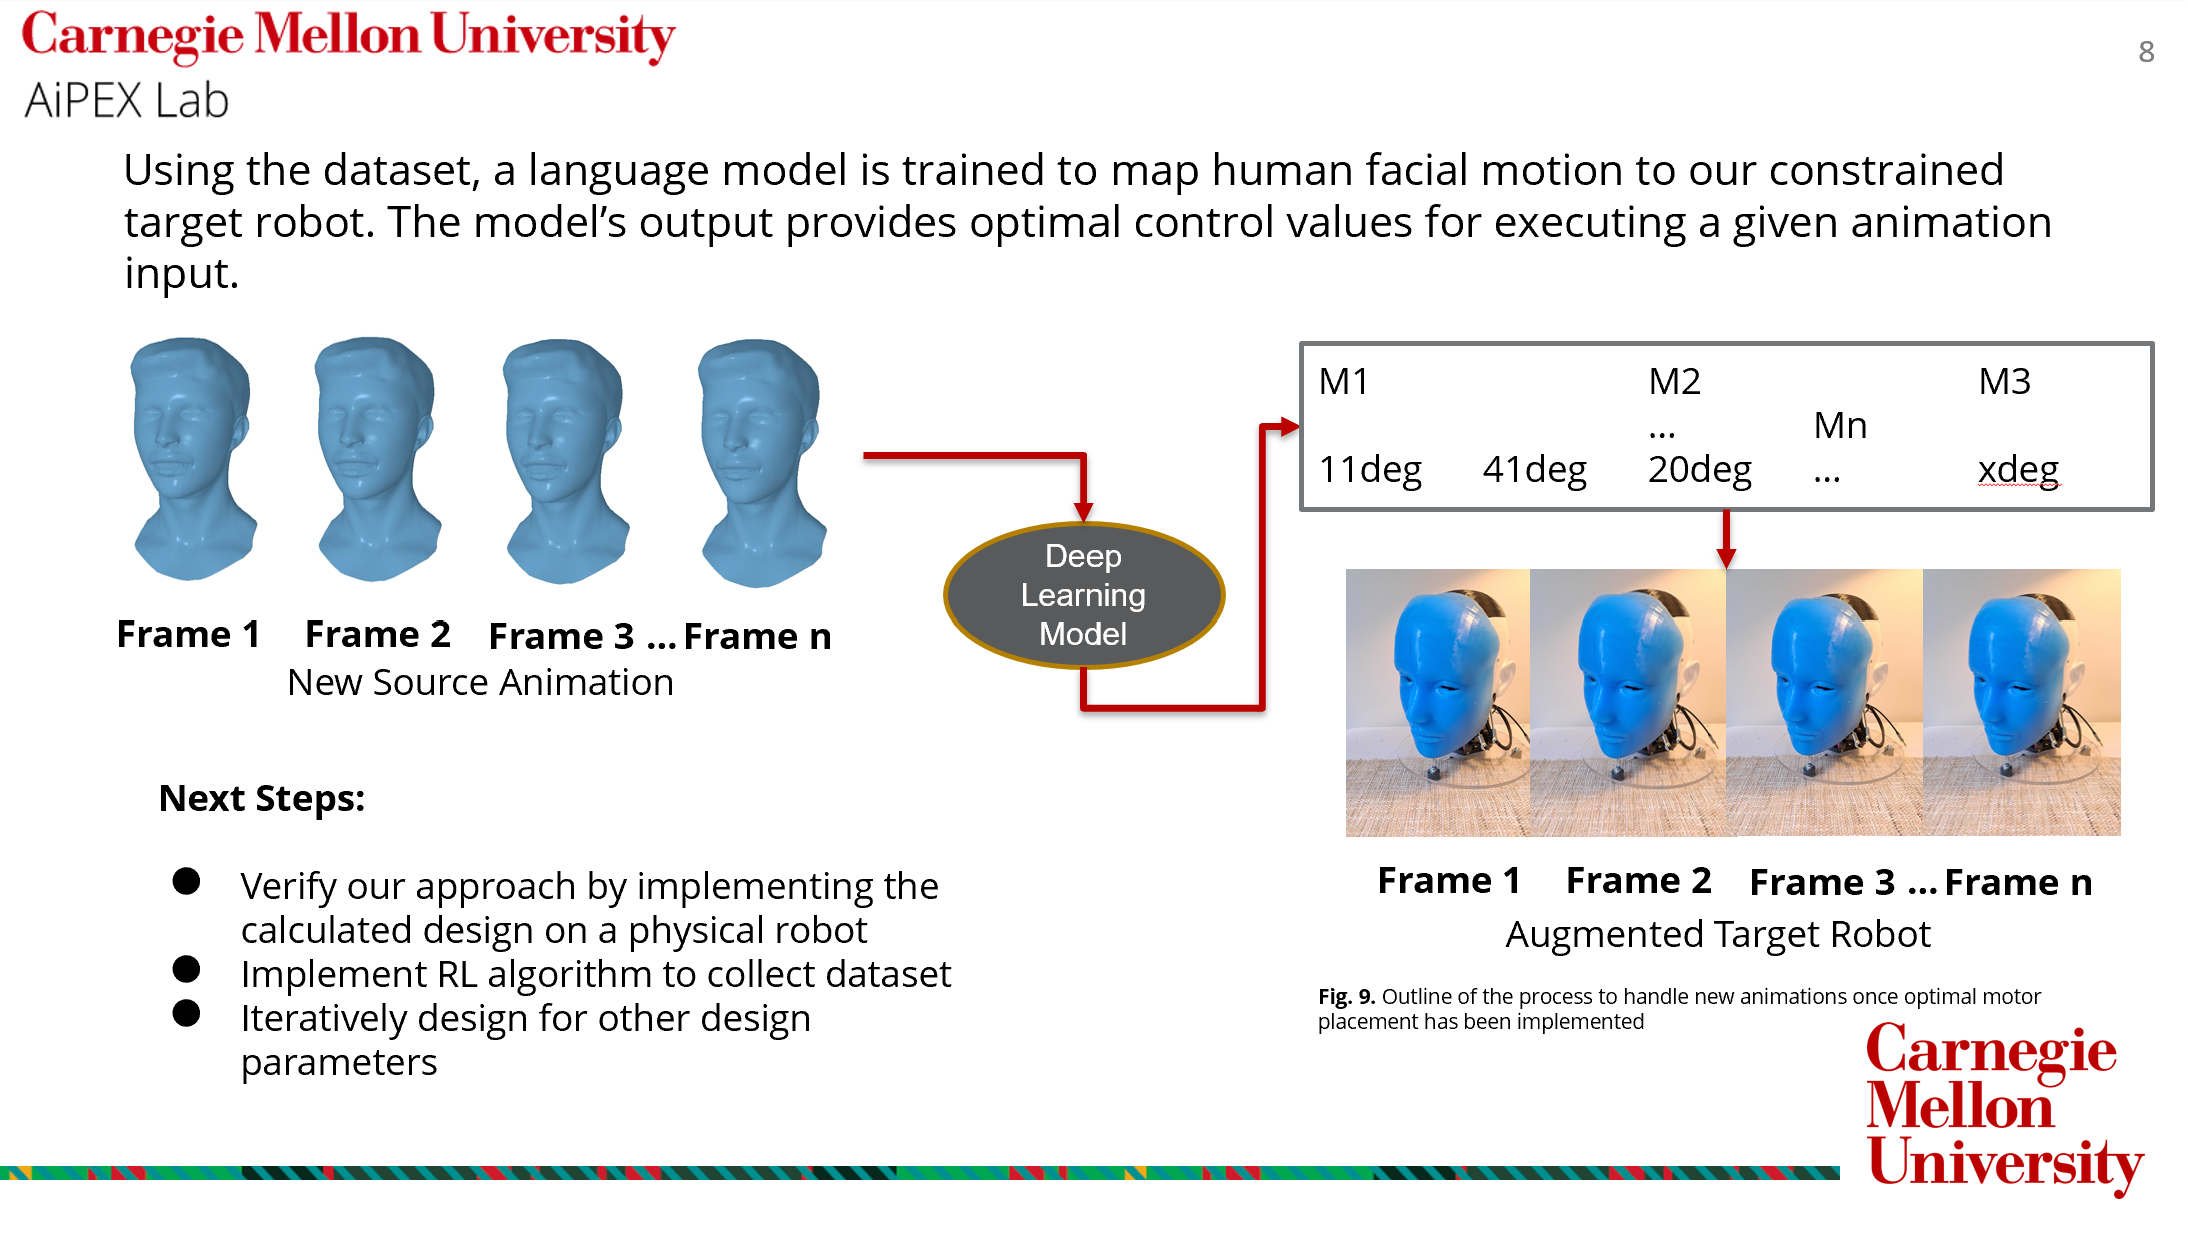 Carnegie Mellon University
8
AiPEX Lab
Using the dataset, a language model is trained to map human facial motion to our constrained
target robot. The model’s output provides optimal control values for executing a given animation
input.
M1 M2 M3
... Mn
11deg 41deg 20deg ... xdeg
Deep
Learning
Model
Frame 1 Frame 2 Frame 3 ... Frame n
New Source Animation
Next Steps:
● Verify our approach by implementing the
calculated design on a physical robot
● Implement RL algorithm to collect dataset
● Iteratively design for other design
parameters
Frame 1 Frame 2 Frame 3 ... Frame n
Augmented Target Robot
Fig. 9. Outline of the process to handle new animations once optimal motor
placement has been implemented
Carnegie
Mellon
University